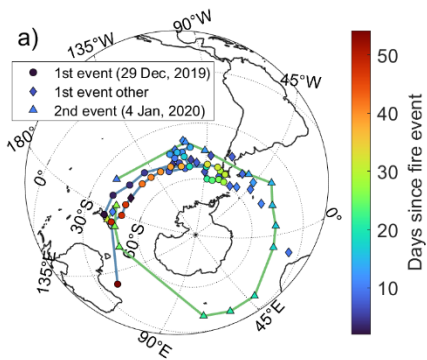 a)
90°W
135°W
45°W
1st event (29 Dec, 2019)
1st event other
2nd event (4 Jan, 2020)
180°
0°
30°S
60°S
0°
135°E
90°E
45°E
50
40
30
20
10
Days since fire event